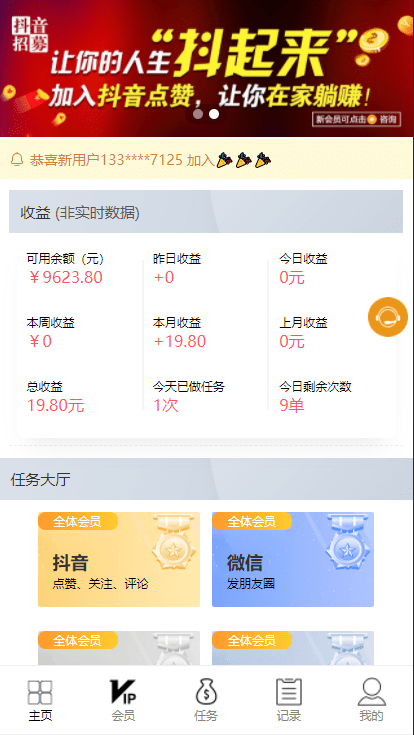 抖音
招募
让你的人生“抖起来”
加入抖音点赞，让你在家躺赚！
新会员可点击 咨询
恭喜新用户133****7125 加入
收益 (非实时数据)
可用余额（元） 昨日收益 今日收益
￥9623.80 +0 0元
本周收益 本月收益 上月收益
￥0 +19.80 0元
总收益 今天已做任务 今日剩余次数
19.80元 1次 9单
任务大厅
全体会员 全体会员
抖音 微信
点赞、关注、评论 发朋友圈
全体会员 全体会员
VIP
主页 会员 任务 记录 我的